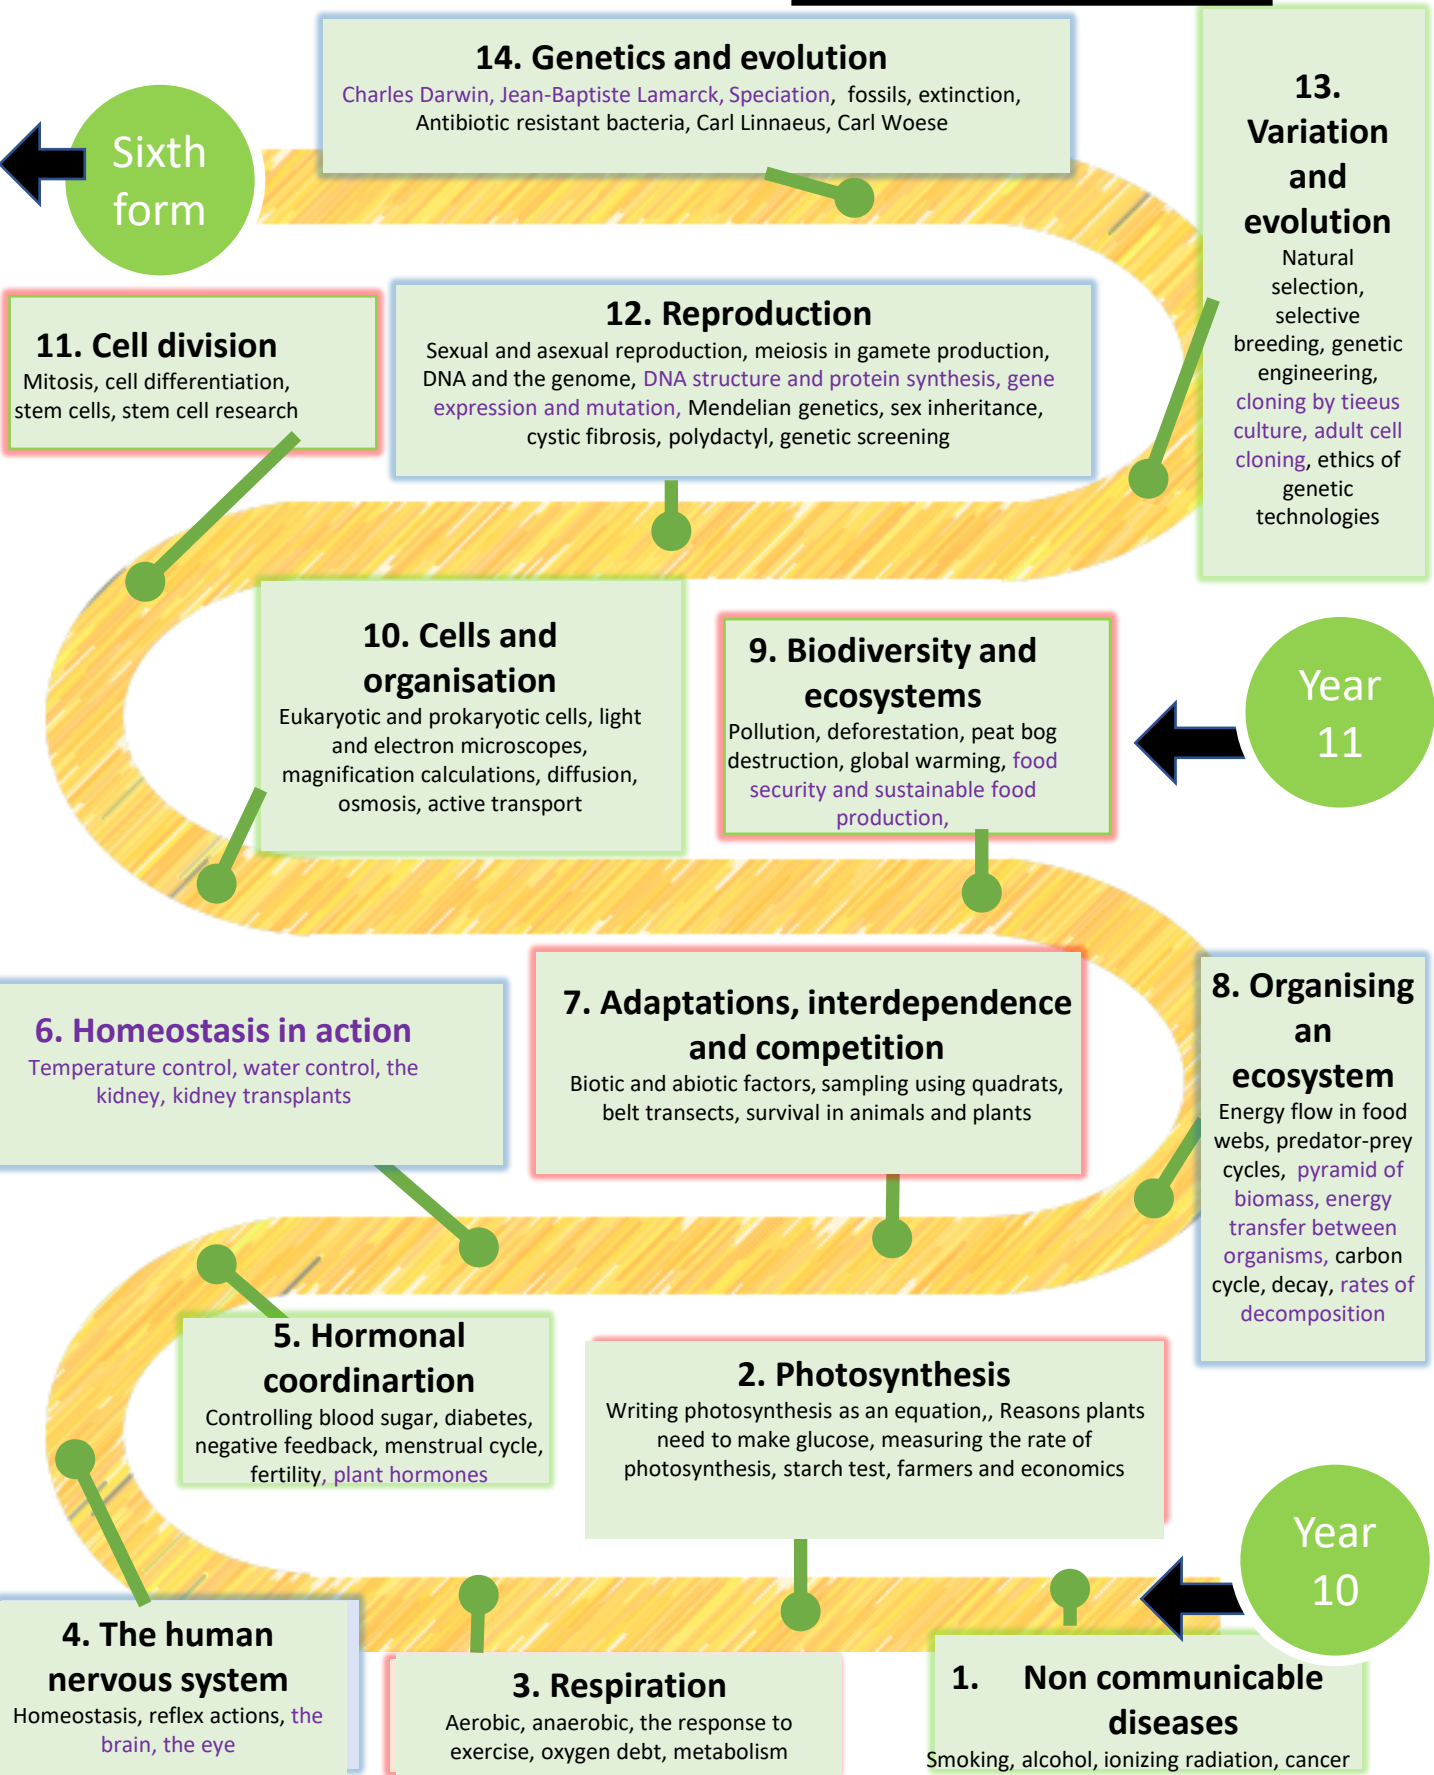 14. Genetics and evolution
Charles Darwin, Jean-Baptiste Lamarck, Speciation, fossils, extinction,
Antibiotic resistant bacteria, Carl Linnaeus, Carl Woese
13.
Variation
and
evolution
Natural
selection,
selective
breeding, genetic
engineering,
cloning by tieeus
culture, adult cell
cloning, ethics of
genetic
technologies
Sixth
form
11. Cell division
Mitosis, cell differentiation,
stem cells, stem cell research
12. Reproduction
Sexual and asexual reproduction, meiosis in gamete production,
DNA and the genome, DNA structure and protein synthesis, gene
expression and mutation, Mendelian genetics, sex inheritance,
cystic fibrosis, polydactyl, genetic screening
10. Cells and
organisation
Eukaryotic and prokaryotic cells, light
and electron microscopes,
magnification calculations, diffusion,
osmosis, active transport
9. Biodiversity and
ecosystems
Pollution, deforestation, peat bog
destruction, global warming, food
security and sustainable food
production,
Year
11
6. Homeostasis in action
Temperature control, water control, the
kidney, kidney transplants
7. Adaptations, interdependence
and competition
Biotic and abiotic factors, sampling using quadrats,
belt transects, survival in animals and plants
8. Organising
an
ecosystem
Energy flow in food
webs, predator-prey
cycles, pyramid of
biomass, energy
transfer between
organisms, carbon
cycle, decay, rates of
decomposition
5. Hormonal
coordinartion
Controlling blood sugar, diabetes,
negative feedback, menstrual cycle,
fertility, plant hormones
2. Photosynthesis
Writing photosynthesis as an equation,, Reasons plants
need to make glucose, measuring the rate of
photosynthesis, starch test, farmers and economics
Year
10
4. The human
nervous system
Homeostasis, reflex actions, the
brain, the eye
3. Respiration
Aerobic, anaerobic, the response to
exercise, oxygen debt, metabolism
1. Non communicable
diseases
Smoking, alcohol, ionizing radiation, cancer